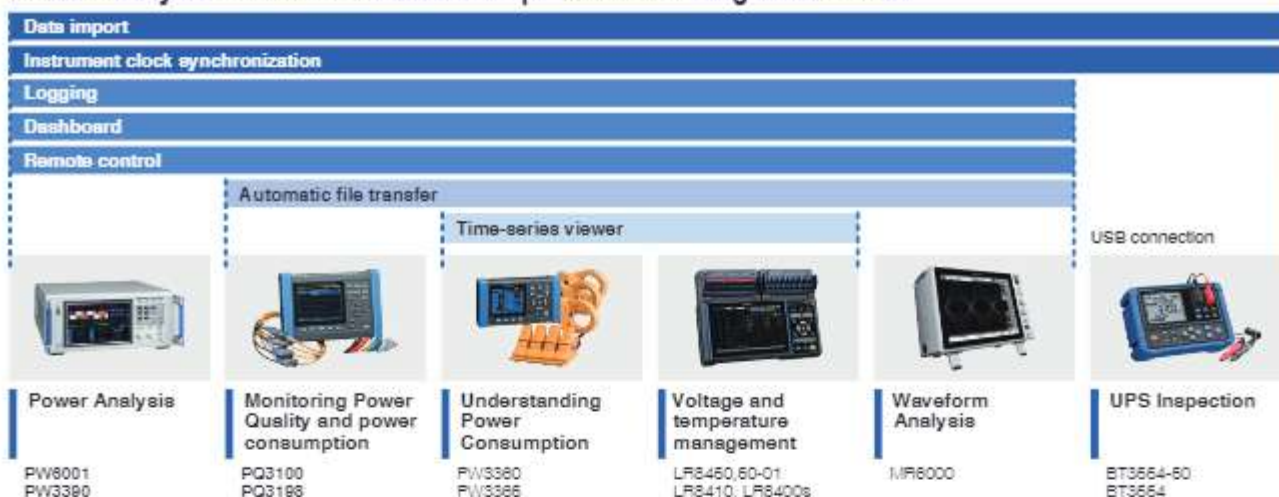 Data import
Instrument clock synchronization
Logging
Dashboard
Remote control
Automatic file transfer
Time-series viewer
USB connection
Power Analysis
Monitoring Power
Quality and power
consumption
Understanding
Power
Consumption
Voltage and
temperature
management
Waveform
Analysis
UPS Inspection
PW6001
PW3390
PQ3100
PQ3198
PW3360
PW3365
LR8450,50-01
LR8410, LR8400s
MR6000
BT3554-50
BT3554